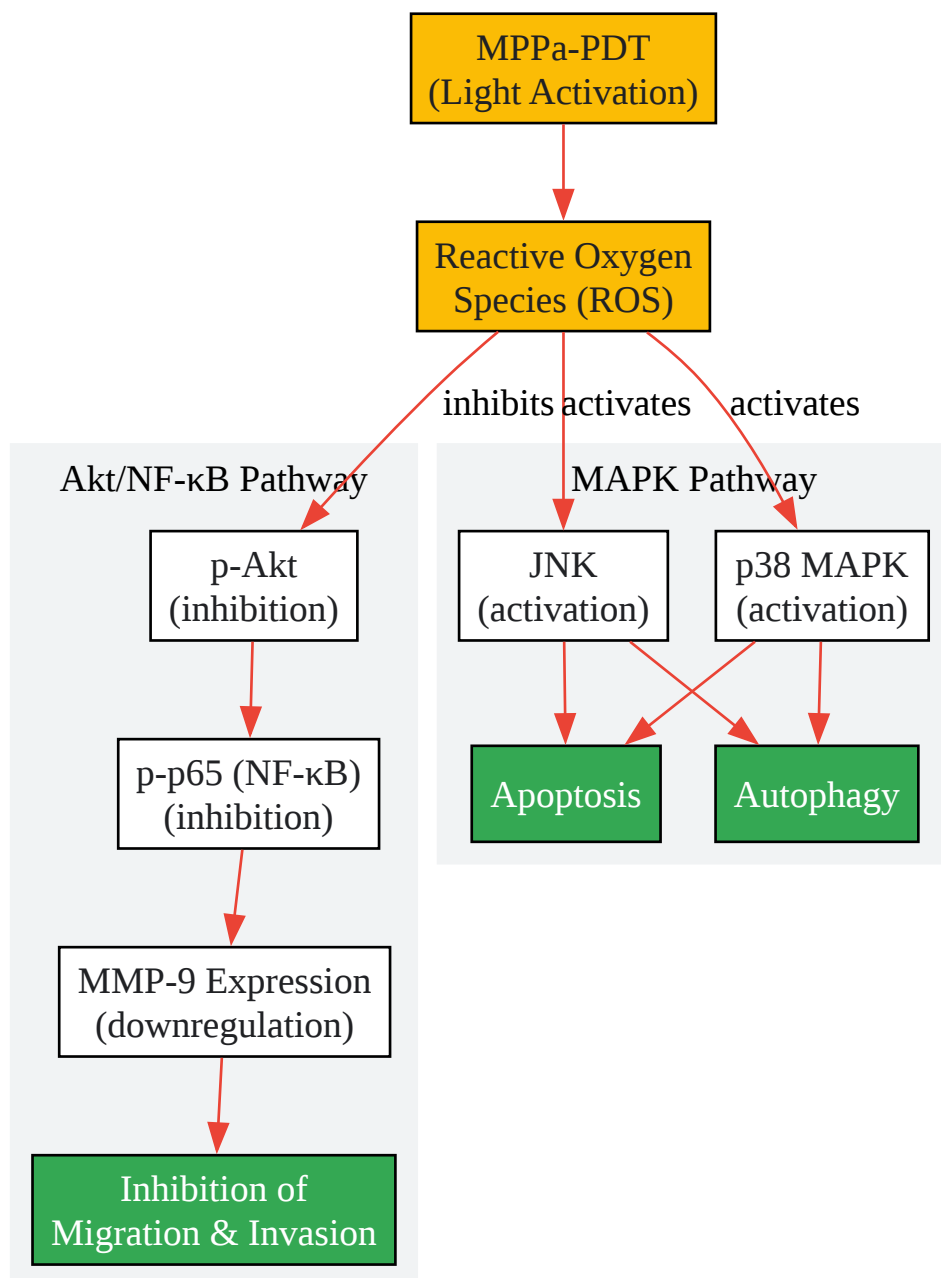 MPPa-PDT
(Light Activation)
Reactive Oxygen
Species (ROS)
inhibits
activates
activates
Akt/NF-κB Pathway
MAPK Pathway
p-Akt
(inhibition)
JNK
(activation)
p38 MAPK
(activation)
p-p65 (NF-κB)
(inhibition)
Apoptosis
Autophagy
MMP-9 Expression
(downregulation)
Inhibition of
Migration & Invasion